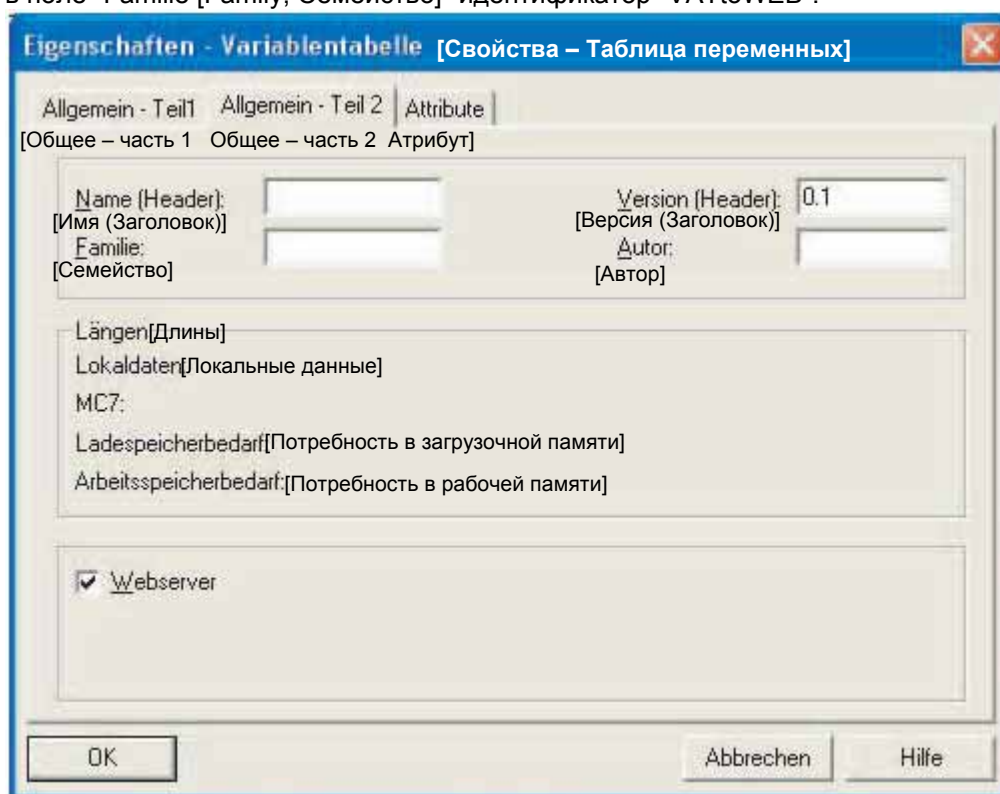 в поле "Familie [Family, Семейство]" идентификатор "VATtoWEB".
Eigenschaften - Variablentabelle [Свойства – Таблица переменных]
Allgemein - Teil1 Allgemein - Teil 2 Attribute
[Общее – часть 1 Общее – часть 2 Атрибут]
Name (Header): Version (Header): 0.1
[Имя (Заголовок)] [Версия (Заголовок)]
Familie: Autor:
[Семейство] [Автор]
Längen[Длины]
Lokaldaten[Локальные данные]
MC7:
Ladespeicherbedarf[Потребность в загрузочной памяти]
Arbeitsspeicherbedarf:[Потребность в рабочей памяти]
Webserver
OK Abbrechen Hilfe